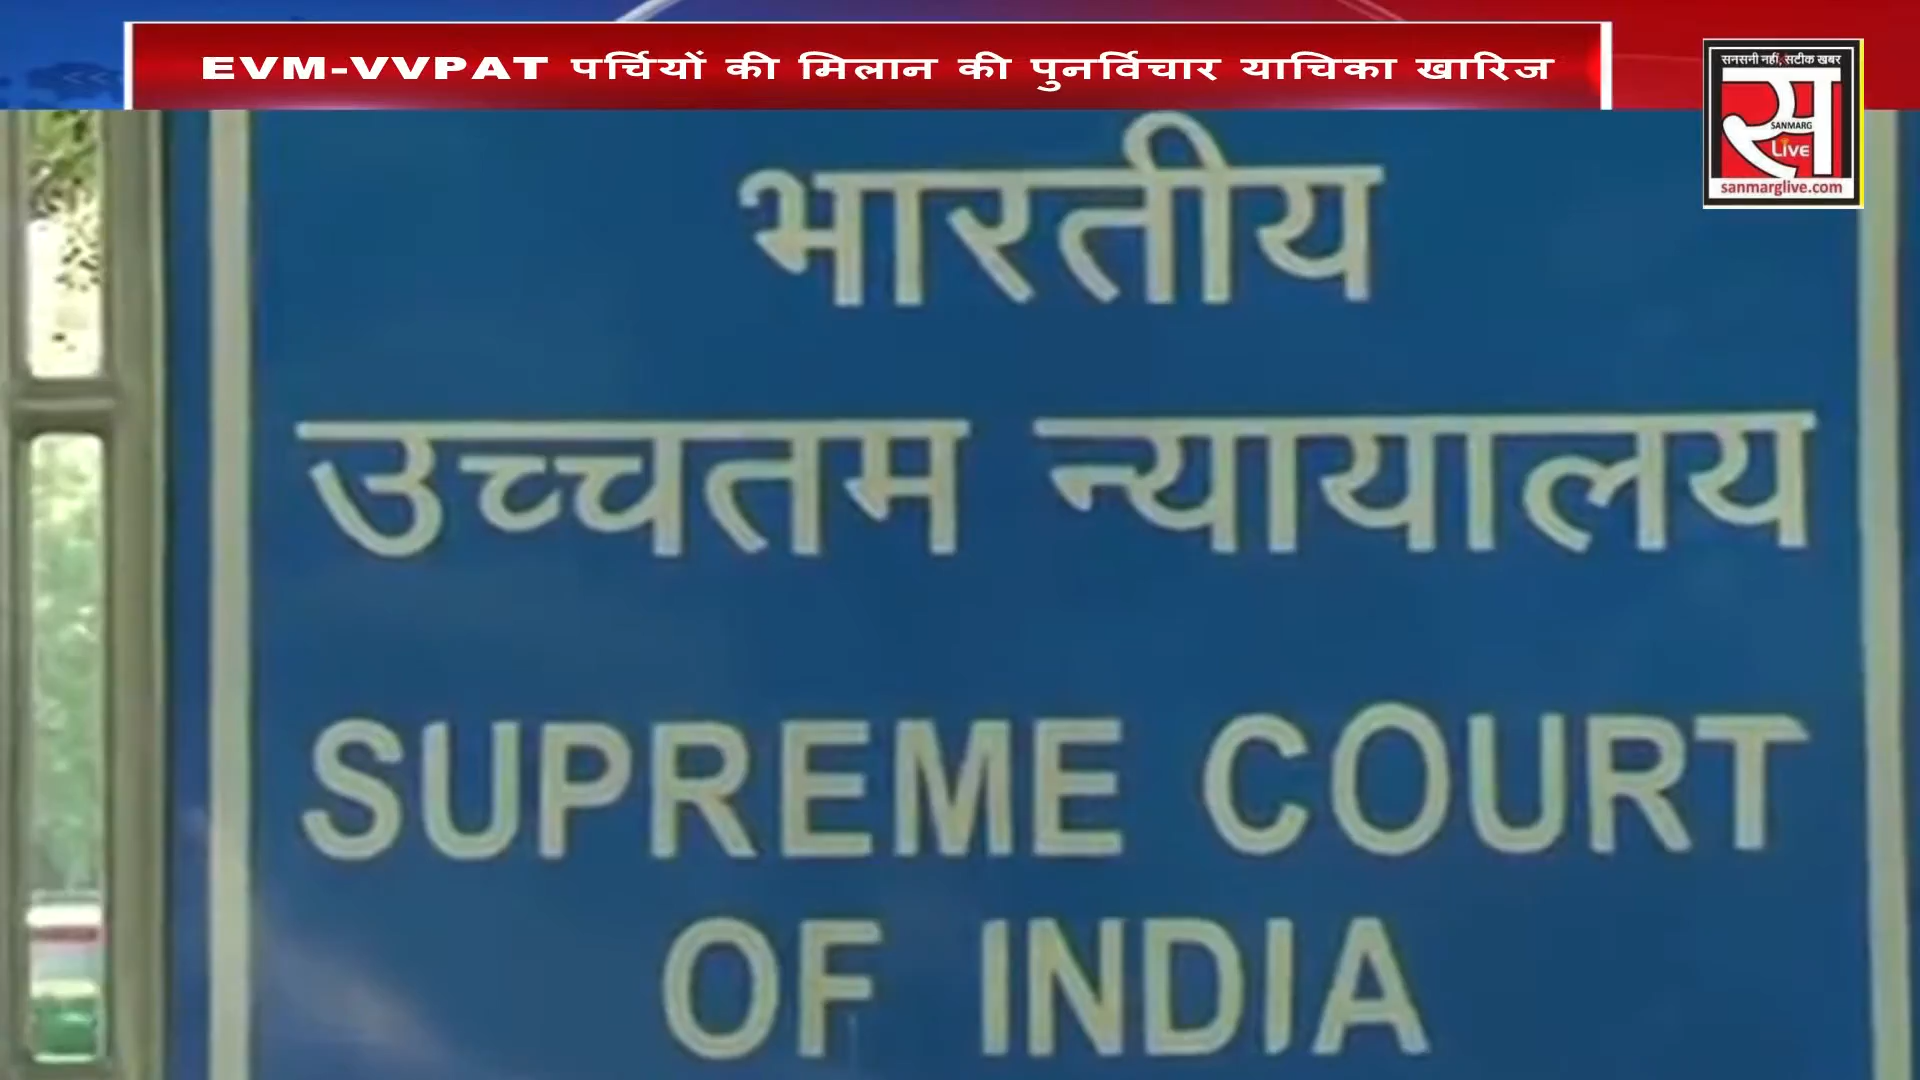 EVM-VVPAT पर्चियों की मिलान की पुनर्विचार याचिका खारिज
सनसनी नहीं, सटीक खबर
स
SANMARG
Live
sanmarglive.com
भारतीय
उच्चतम न्यायालय
SUPREME COURT
OF INDIA